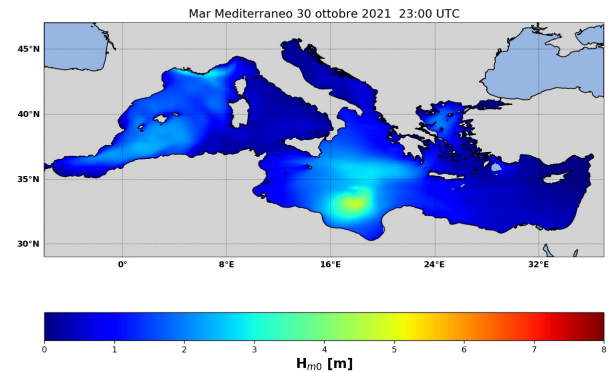 Mar Mediterraneo 30 ottobre 2021  23:00 UTC
45°N
40°N
35°N
30°N
0° 8°E 16°E 24°E 32°E
0 1 2 3 4 5 6 7 8
Hm0 [m]